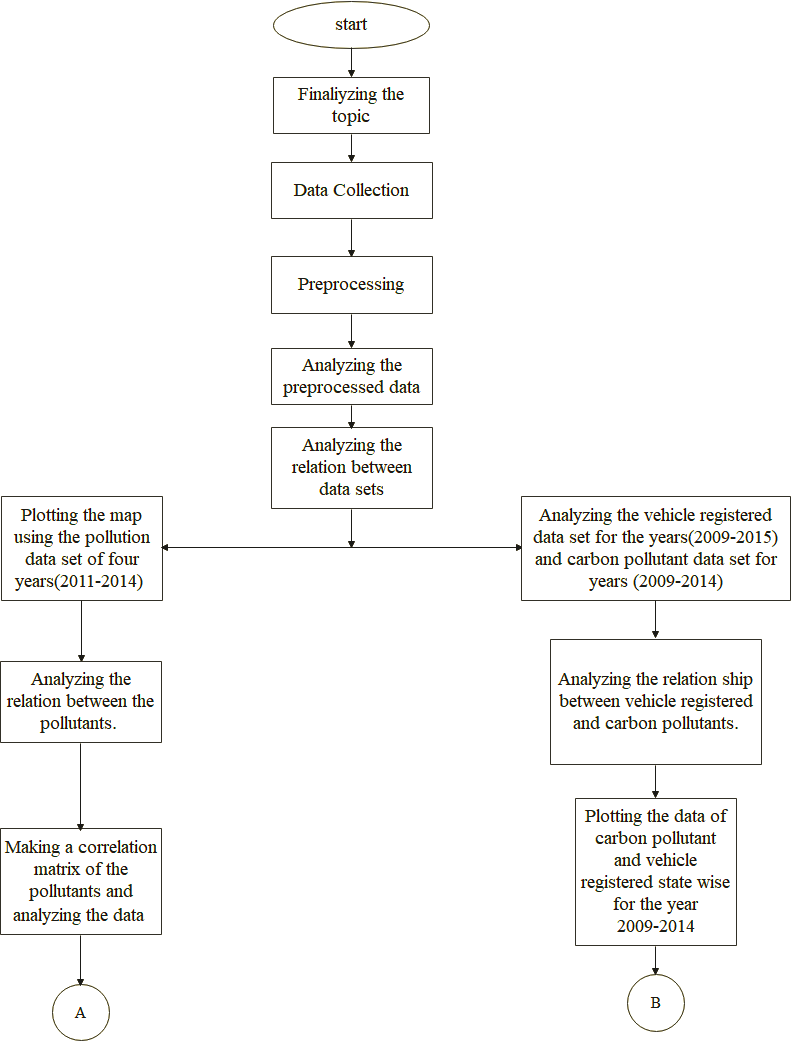 start
Finaliyzing the
topic
Data Collection
Preprocessing
Analyzing the
preprocessed data
Analyzing the
relation between
data sets
Plotting the map
using the pollution
data set of four
years(2011-2014)
Analyzing the vehicle registered
data set for the years(2009-2015)
and carbon pollutant data set for
years (2009-2014)
Analyzing the
relation between the
pollutants.
Analyzing the relation ship
between vehicle registered
and carbon pollutants.
Making a correlation
matrix of the
pollutants and
analyzing the data
Plotting the data of
carbon pollutant
and vehicle
registered state wise
for the year
2009-2014
A
B